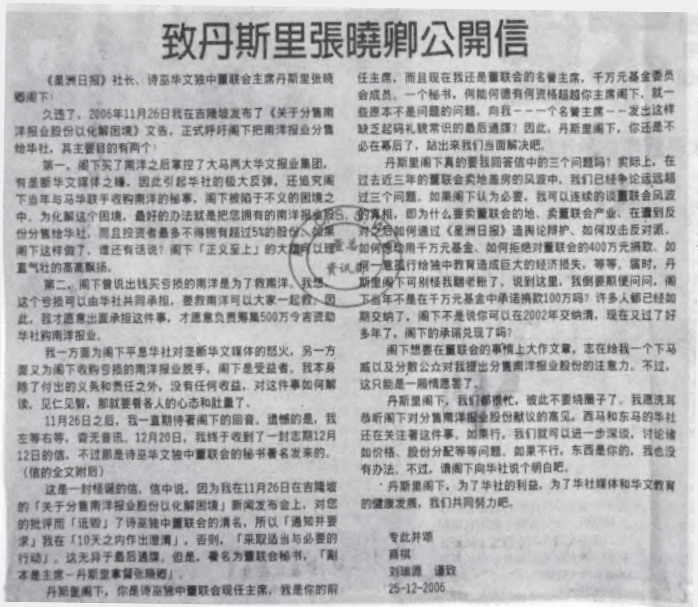 致丹斯里張曉卿公開信
《星洲日报》社长、诗巫华文独中董联会主席丹斯里张晓
卿阁下：
久违了，2006年11月26日我在吉隆坡发布了《关于分售南
洋报业股份以化解困境》文告，正式呼吁阁下把南洋报业分售
给华社，其主要目的有两个：
第一，阁下买了南洋之后掌控了大马两大华文报业集团，
有垄断华文媒体之嫌，因此引起华社的极大反弹，还追究阁
下当年与马华联手收购南洋的秘事，阁下被陷于不义的困境之
中。为化解这个困境，最好的办法就是把您拥有的南洋报业股
份分售给华社，而且投资者最多不得拥有超过5%的股份。如果
阁下这样做了，谁还有话说？阁下「正义至上」的大旗可以理
直气壮的高高飘扬。
第二，阁下曾说出钱买亏损的南洋是为了救南洋。我想，
这个亏损可以由华社共同承担，要救南洋可以大家一起救。因
此，我才愿意出面承担这件事，才愿意负责筹集500万令吉资助
华社购南洋报业。
我一方面为阁下平息华社对垄断华文媒体的怒火，另一方
面又为阁下收购亏损的南洋报业脱手，阁下是受益者。我本身
除了付出的义务和责任之外，没有任何收益，对这件事如何解
读，见仁见智，那就要看各人的心态和肚量了。
11月26日之后，我一直期待著阁下的回音。遗憾的是，我
左等右等，杳无音讯。12月20日，我终于收到了一封志期12月
12日的信，不过那是诗巫华文独中董联会的秘书署名发来的。
（信的全文附后）
这是一封怪诞的信，信中说，因为我在11月26日在吉隆坡
的「关于分售南洋报业股份以化解困境」新闻发布会上，对您
的批评而「诋毁」了诗巫独中董联会的清名，所以「通知并要
求」我在「10天之内作出澄清」，否则，「采取适当与必要的
行动」。这无异于最后通牒。但是，署名为董联会秘书，「副
本是主席－丹斯里拿督张晓卿」.
丹斯里阁下，你是诗巫独中董联会现任主席，我是你的前
任主席，而且现在我还是董联会的名誉主席，千万元基金委员
会成员。一个秘书，何能何德有何资格超越你主席阁下，就一
些原本不是问题的问题，向我－－一个名誉主席－－发出这样
缺乏起码礼貌常识的最后通牒？因此，丹斯里阁下，你还是不
必在幕后了，站出来我们当面解决吧。
丹斯里阁下真的要我回答信中的三个问题吗？实际上，在
过去近三年的董联会卖地盖房的风波中，我们已经争论远远超
过三个问题。如果阁下认为必要，我可以连续的谈董联会风波
的真相，即为什么要卖董联会的地、卖董联会产业、在遭到反
对之后如何通过《星洲日报》造舆论辩护、如何攻击反对派、
如何想动用千万元基金、如何拒绝对董联会的400万元捐款、如
何一意孤行给独中教育造成巨大的经济损失，等等。届时，丹
斯里阁下可别怪我翻老账了。说到这里，我倒要顺便问问，阁
下当年不是在千万元基金中承诺捐款100万吗？许多人都已经如
期交纳了，阁下不是说你可以在2002年交纳清，现在又过了好
多年了，阁下的承诺兑现了吗？
阁下想要在董联会的事情上大作文章，志在给我一个下马
威以及分散公众对我提出分售南洋报业股份的注意力。不过，
这只能是一厢情愿罢了。
丹斯里阁下，我们都很忙，彼此不要绕圈子了。我愿洗耳
恭听阁下对分售南洋报业股份献议的高见，西马和东马的华社
还在关注著这件事。如果行，我们就可以进一步深谈，讨论诸
如价格、股份分配等等问题。如果不行，东西是你的，我也没
有办法。不过，请阁下向华社说个明白吧。
丹斯里阁下，为了华社的利益，为了华社媒体和华文教育
的健康发展，我们共同努力吧。
专此并颂
商祺
刘瑞源 谨致
25-12-2006
資訊